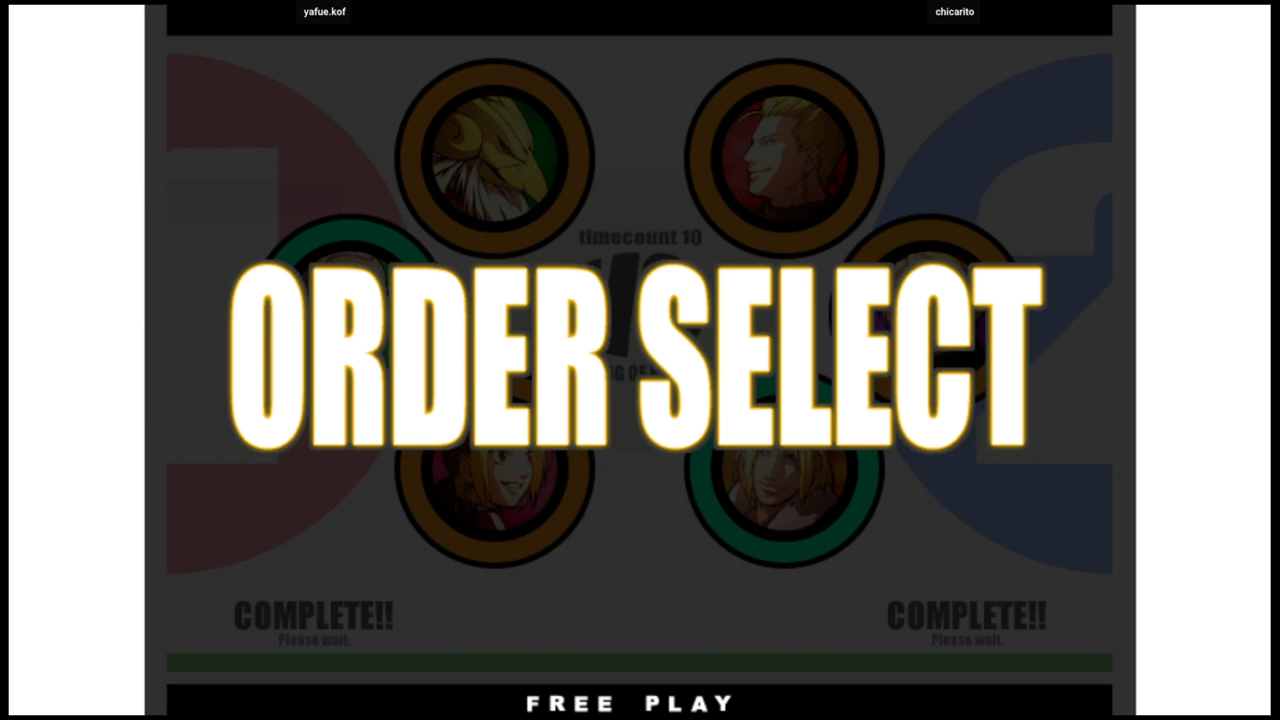 yafue.kof
chicarito
timecount 10
ORDER SELECT
COMPLETE!!
Please wait.
COMPLETE!!
Please wait.
FREE PLAY